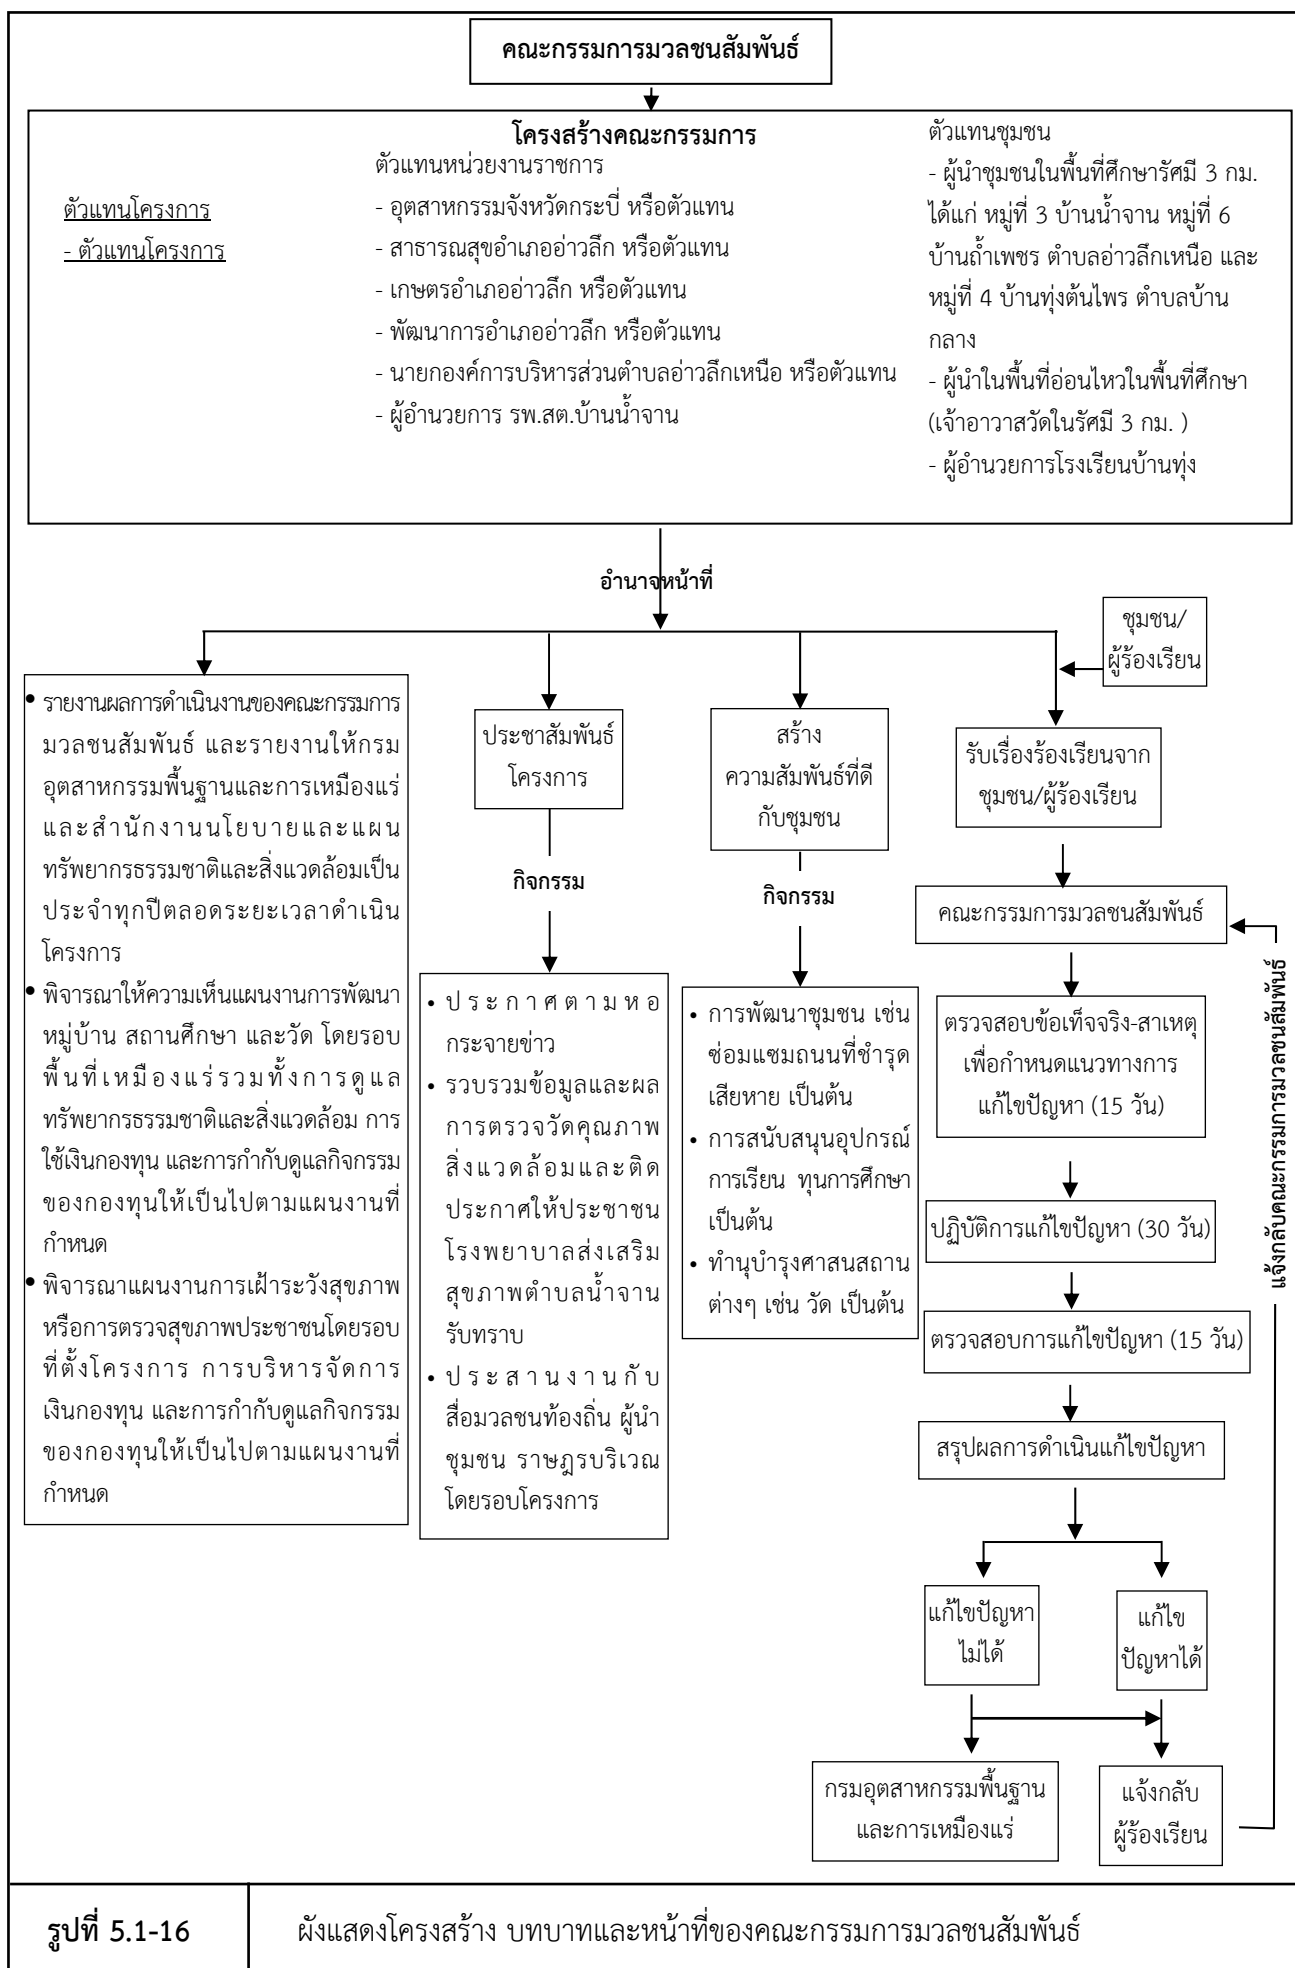 คณะกรรมการมวลชนสัมพันธ์
โครงสร้างคณะกรรมการ
ตัวแทนโครงการ
- ตัวแทนโครงการ
ตัวแทนหน่วยงานราชการ
- อุตสาหกรรมจังหวัดกระบี่ หรือตัวแทน
- สาธารณสุขอำเภออ่าวลึก หรือตัวแทน
- เกษตรอำเภออ่าวลึก หรือตัวแทน
- พัฒนาการอำเภออ่าวลึก หรือตัวแทน
- นายกองค์การบริหารส่วนตำบลอ่าวลึกเหนือ หรือตัวแทน
- ผู้อำนวยการ รพ.สต.บ้านน้ำจาน
ตัวแทนชุมชน
- ผู้นำชุมชนในพื้นที่ศึกษารัศมี 3 กม.
ได้แก่ หมู่ที่ 3 บ้านน้ำจาน หมู่ที่ 6
บ้านถ้ำเพชร ตำบลอ่าวลึกเหนือ และ
หมู่ที่ 4 บ้านทุ่งต้นไพร ตำบลบ้าน
กลาง
- ผู้นำในพื้นที่อ่อนไหวในพื้นที่ศึกษา
(เจ้าอาวาสวัดในรัศมี 3 กม. )
- ผู้อำนวยการโรงเรียนบ้านทุ่ง
อำนาจหน้าที่
ชุมชน/
ผู้ร้องเรียน
• รายงานผลการดำเนินงานของคณะกรรมการ
มวลชนสัมพันธ์ และรายงานให้กรม
อุตสาหกรรมพื้นฐานและการเหมืองแร่
และสำนักงานนโยบายและแผน
ทรัพยากรธรรมชาติและสิ่งแวดล้อมเป็น
ประจำทุกปีตลอดระยะเวลาดำเนิน
โครงการ
• พิจารณาให้ความเห็นแผนงานการพัฒนา
หมู่บ้าน สถานศึกษา และวัด โดยรอบ
พื้นที่เหมืองแร่รวมทั้งการดูแล
ทรัพยากรธรรมชาติและสิ่งแวดล้อม การ
ใช้เงินกองทุน และการกำกับดูแลกิจกรรม
ของกองทุนให้เป็นไปตามแผนงานที่
กำหนด
• พิจารณาแผนงานการเฝ้าระวังสุขภาพ
หรือการตรวจสุขภาพประชาชนโดยรอบ
ที่ตั้งโครงการ การบริหารจัดการ
เงินกองทุน และการกำกับดูแลกิจกรรม
ของกองทุนให้เป็นไปตามแผนงานที่
กำหนด
ประชาสัมพันธ์
โครงการ
กิจกรรม
• ประกาศตามหอ
กระจายข่าว
• รวบรวมข้อมูลและผล
การตรวจวัดคุณภาพ
สิ่งแวดล้อมและติด
ประกาศให้ประชาชน
โรงพยาบาลส่งเสริม
สุขภาพตำบลน้ำจาน
รับทราบ
• ประสานงานกับ
สื่อมวลชนท้องถิ่น ผู้นำ
ชุมชน ราษฎรบริเวณ
โดยรอบโครงการ
สร้าง
ความสัมพันธ์ที่ดี
กับชุมชน
กิจกรรม
• การพัฒนาชุมชน เช่น
ซ่อมแซมถนนที่ชำรุด
เสียหาย เป็นต้น
• การสนับสนุนอุปกรณ์
การเรียน ทุนการศึกษา
เป็นต้น
• ทำนุบำรุงศาสนสถาน
ต่างๆ เช่น วัด เป็นต้น
รับเรื่องร้องเรียนจาก
ชุมชน/ผู้ร้องเรียน
คณะกรรมการมวลชนสัมพันธ์
ตรวจสอบข้อเท็จจริง-สาเหตุ
เพื่อกำหนดแนวทางการ
แก้ไขปัญหา (15 วัน)
ปฏิบัติการแก้ไขปัญหา (30 วัน)
ตรวจสอบการแก้ไขปัญหา (15 วัน)
สรุปผลการดำเนินแก้ไขปัญหา
แก้ไขปัญหา
ไม่ได้
แก้ไข
ปัญหาได้
กรมอุตสาหกรรมพื้นฐาน
และการเหมืองแร่
แจ้งกลับ
ผู้ร้องเรียน
แจ้งกลับคณะกรรมการมวลชนสัมพันธ์
รูปที่ 5.1-16
ผังแสดงโครงสร้าง บทบาทและหน้าที่ของคณะกรรมการมวลชนสัมพันธ์